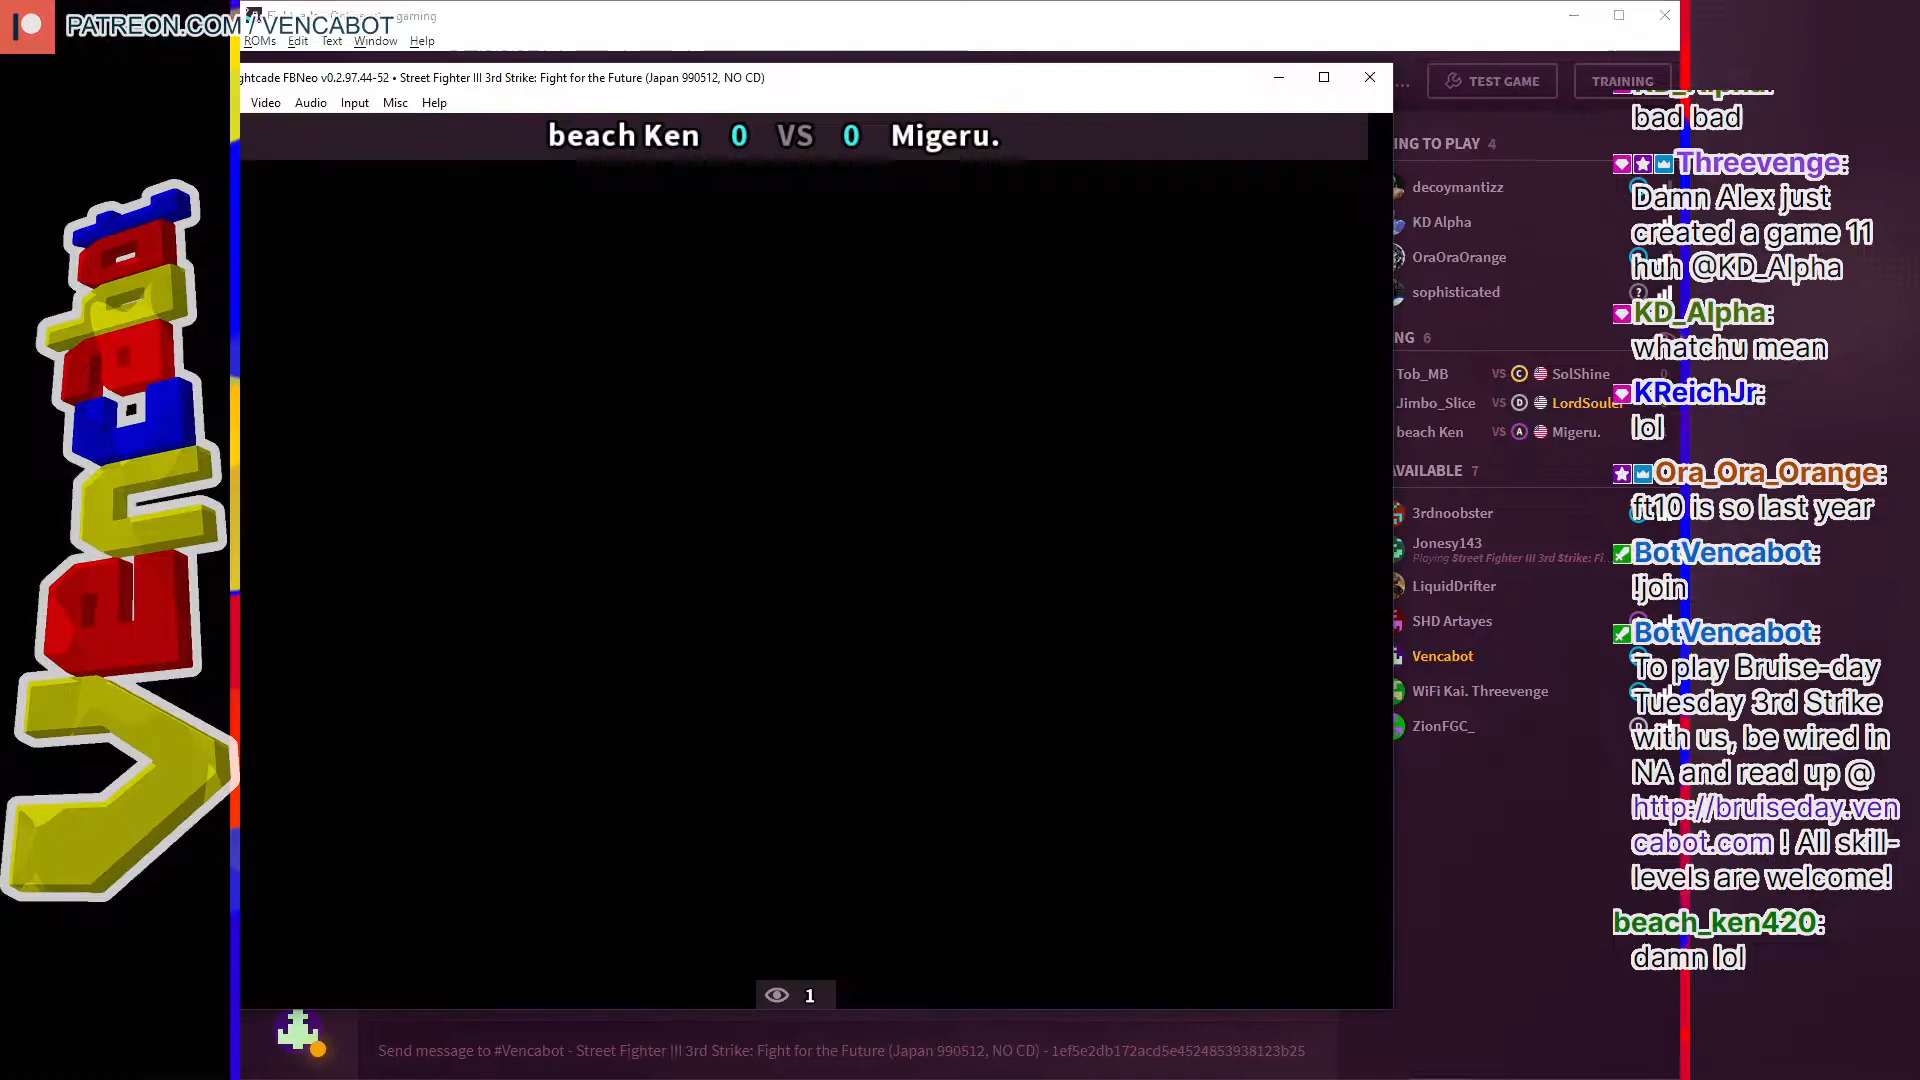 PATREON.COM/VENCABOT
gaming
ROMs Edit Text Window Help
ghtcade FBNeo v0.2.97.44-52 • Street Fighter III 3rd Strike: Fight for the Future (Japan 990512, NO CD)
Video Audio Input Misc Help
beach Ken 0 VS 0 Migeru.
... TEST GAME TRAINING
NG TO PLAY 4
decoymantizz
KD Alpha
OraOraOrange
sophisticated
NG 6
Tob_MB VS C SolShine 0
Jimbo_Slice VS D LordSouler
beach Ken VS A Migeru.
AVAILABLE 7
3rdnoobster
Jonesy143
Playing Street Fighter III 3rd Strike: Fi...
LiquidDrifter
SHD Artayes
Vencabot
WiFi Kai. Threevenge
ZionFGC_
1
Send message to #Vencabot - Street Fighter III 3rd Strike: Fight for the Future (Japan 990512, NO CD) - 1ef5e2db172acd5e4524853938123b25
Vencabot
KD_Alpha:
bad bad
Threevenge:
Damn Alex just
created a game 11
huh @KD_Alpha
KD_Alpha:
whatchu mean
KReichJr:
lol
Ora_Ora_Orange:
ft10 is so last year
BotVencabot:
!join
BotVencabot:
To play Bruise-day
Tuesday 3rd Strike
with us, be wired in
NA and read up @
http://bruiseday.ven
cabot.com ! All skill-
levels are welcome!
beach_ken420:
damn lol